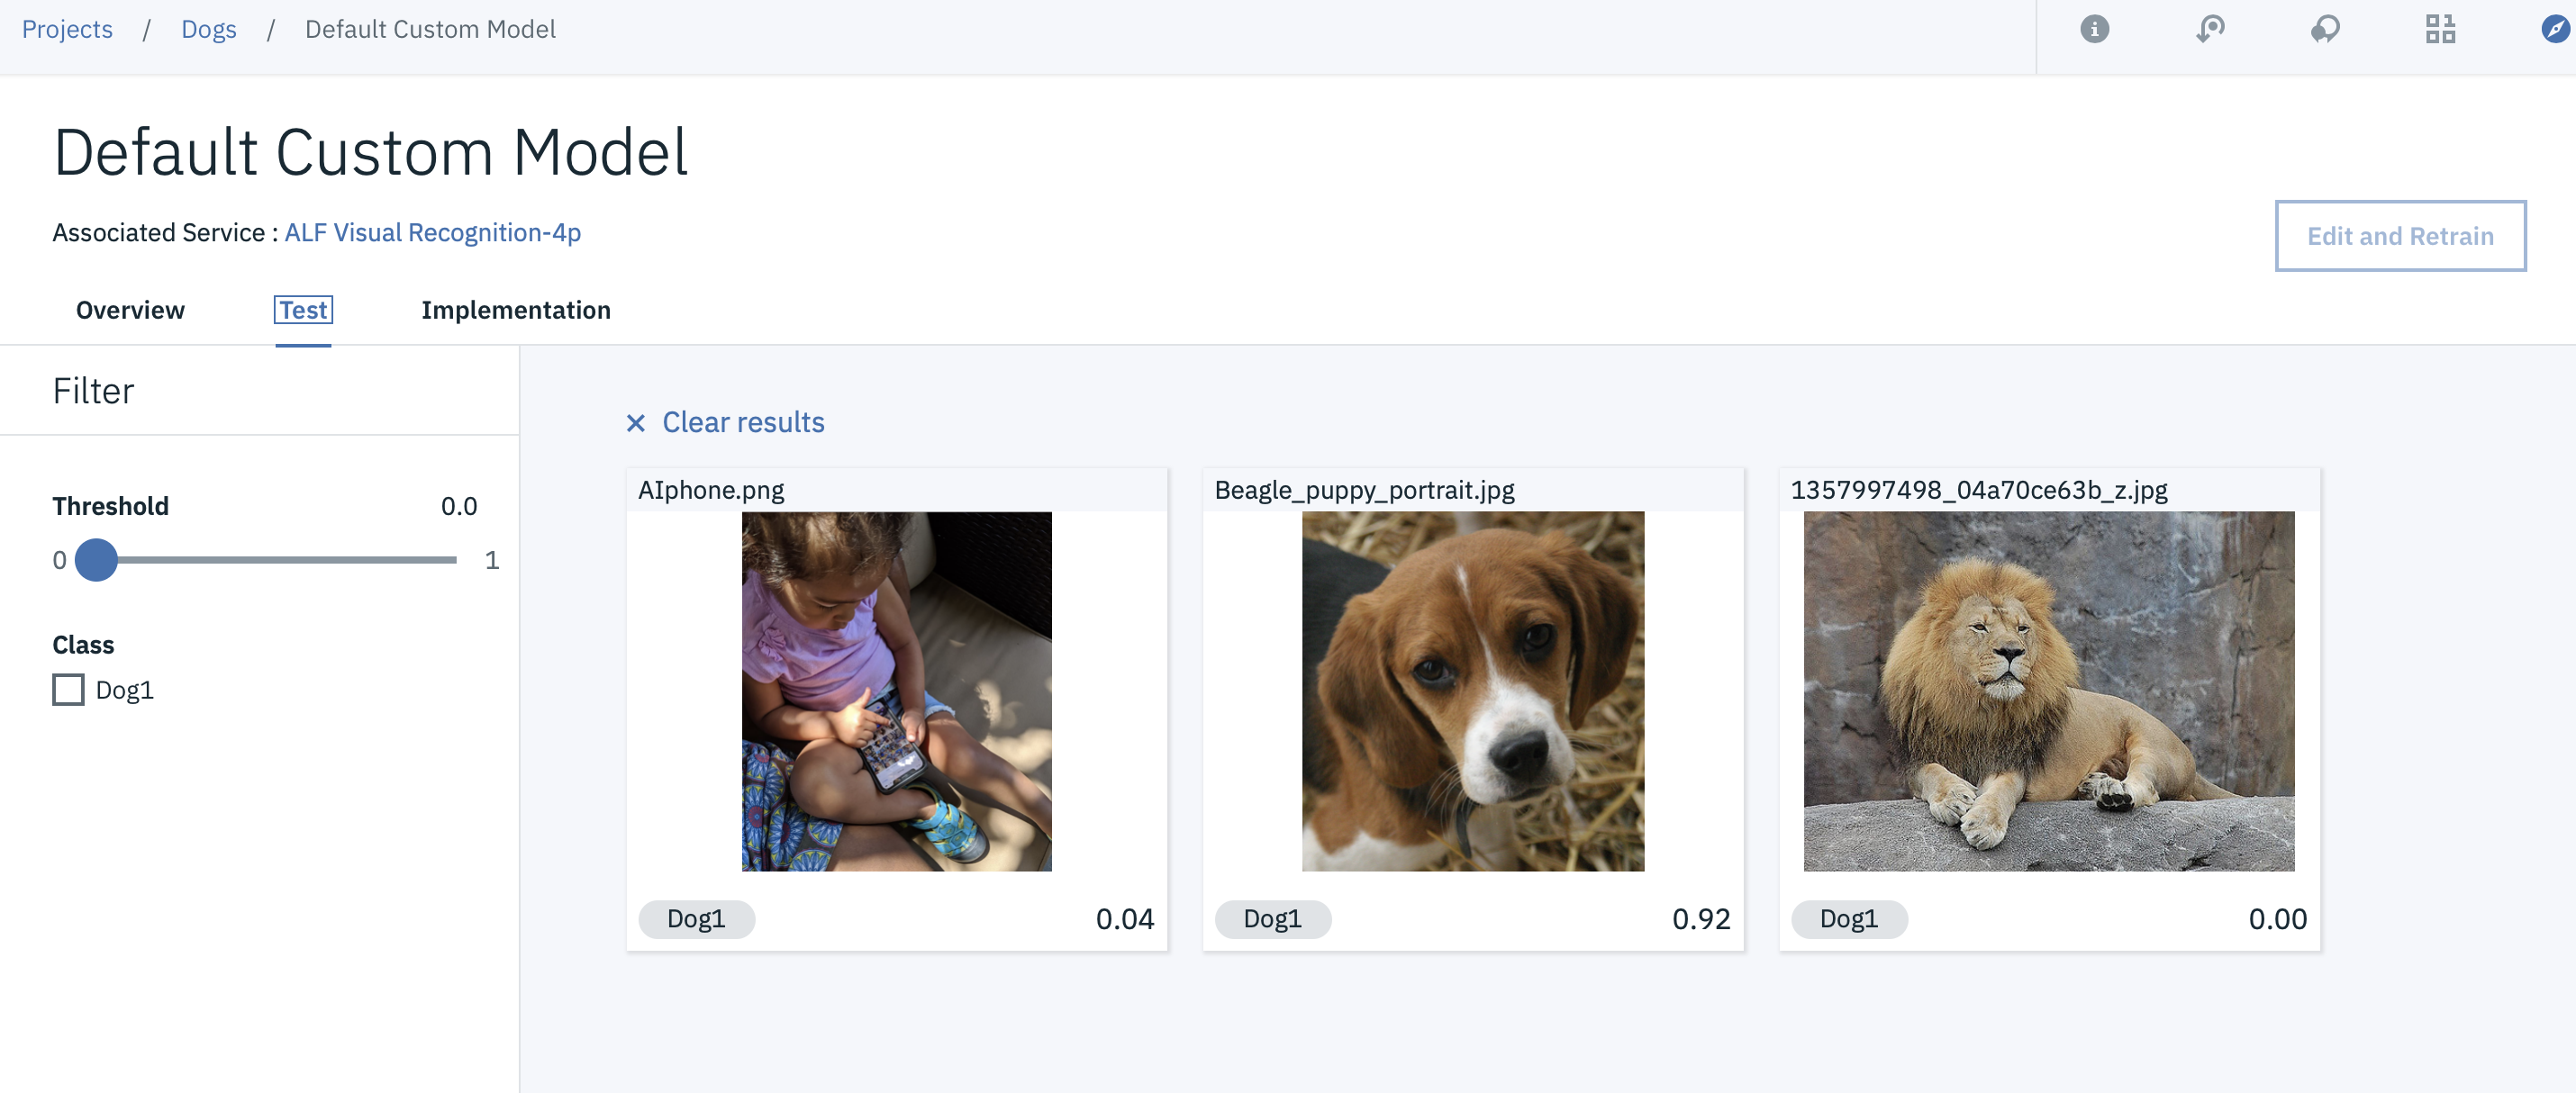 Projects / Dogs / Default Custom Model
Default Custom Model
Associated Service : ALF Visual Recognition-4p
Edit and Retrain
Overview Test Implementation
Filter
Threshold 0.0
0 1
Class
Dog1
× Clear results
AIphone.png
Dog1 0.04
Beagle_puppy_portrait.jpg
Dog1 0.92
1357997498_04a70ce63b_z.jpg
Dog1 0.00